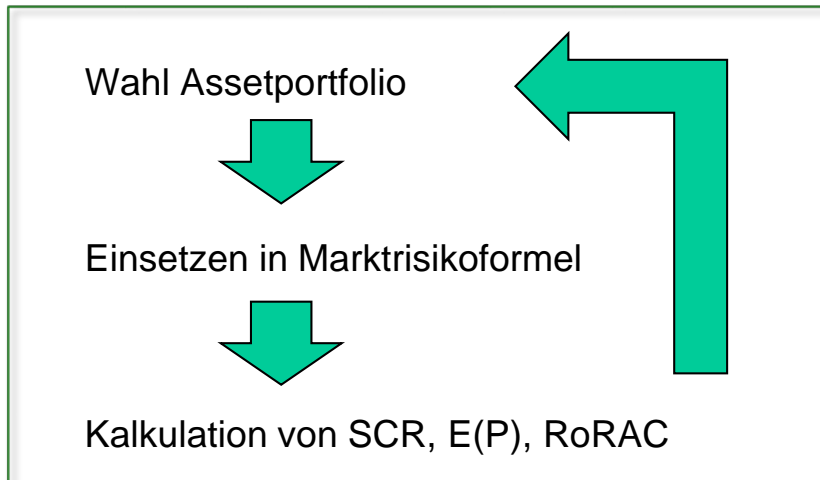 Wahl Assetportfolio
Einsetzen in Marktrisikoformel
Kalkulation von SCR, E(P), RoRAC